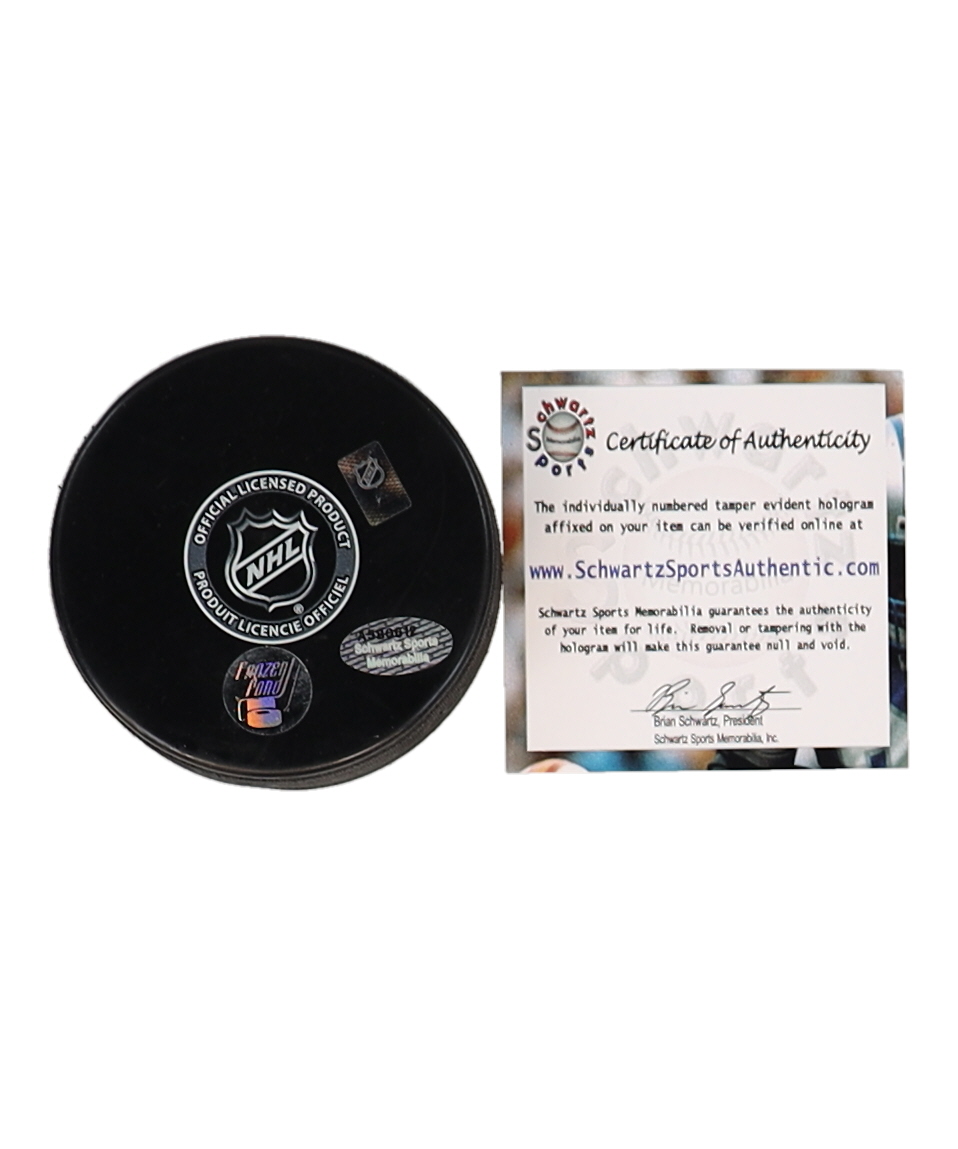 OFFICIAL LICENSED PRODUCT
NHL
®
PRODUIT LICENCIE OFFICIEL
Schwartz Sports
Memorabilia
FROZEN
POND
Schwartz
Sports
Memorabilia
Certificate of Authenticity
The individually numbered tamper evident hologram
affixed on your item can be verified online at
www.SchwartzSportsAuthentic.com
Schwartz Sports Memorabilia guarantees the authenticity
of your item for life. Removal or tampering with the
hologram will make this guarantee null and void.
Brian Schwartz, President
Schwartz Sports Memorabilia, Inc.